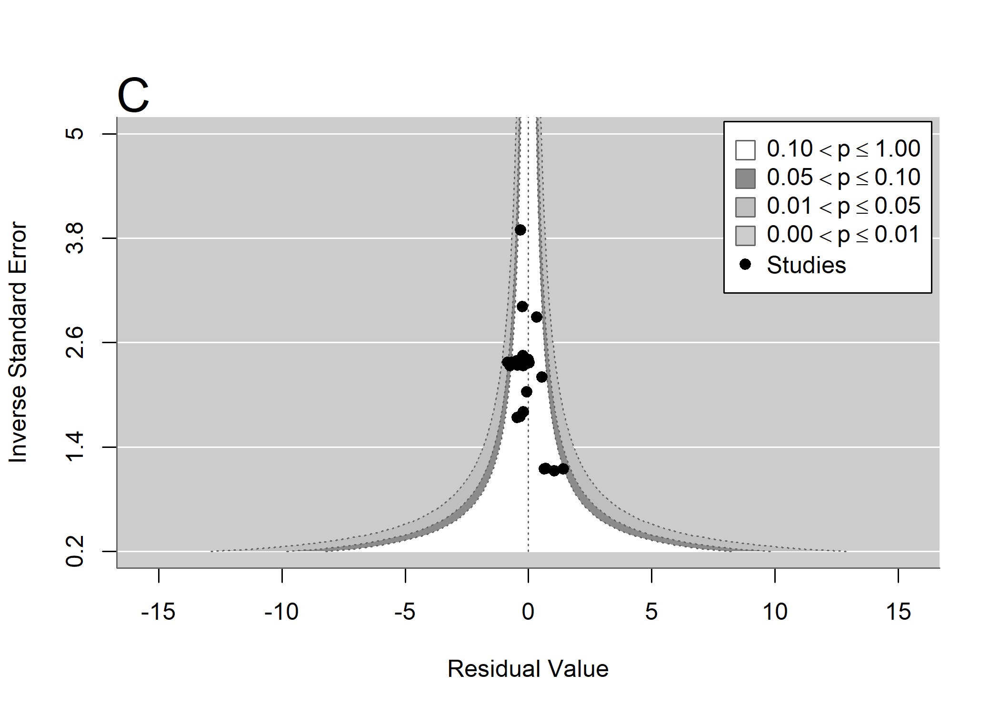 C
0.10 < p ≤ 1.00
0.05 < p ≤ 0.10
0.01 < p ≤ 0.05
0.00 < p ≤ 0.01
Studies
Inverse Standard Error
5
3.8
2.6
1.4
0.2
-15 -10 -5 0 5 10 15
Residual Value